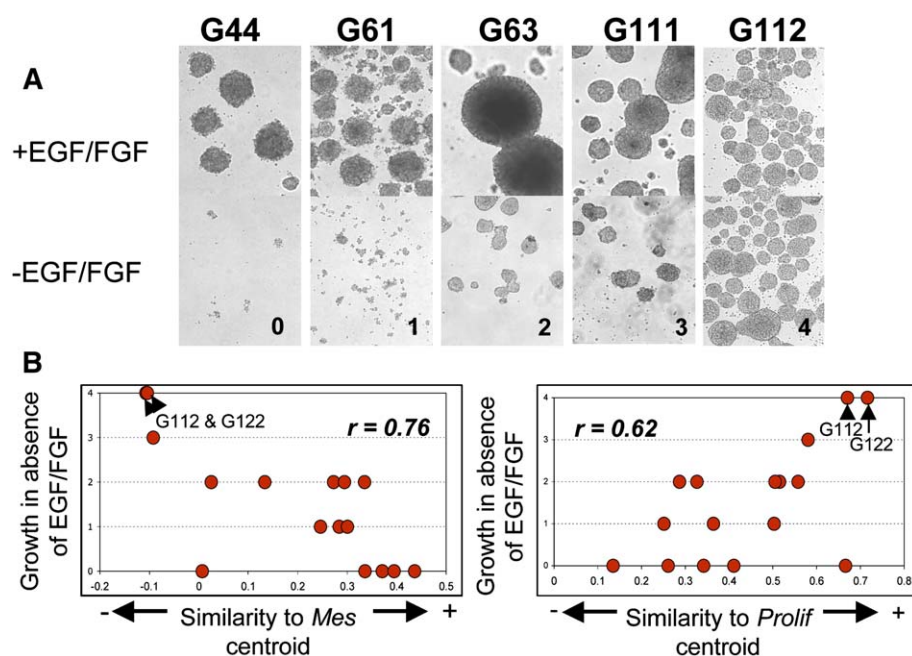 G44 G61 G63 G111 G112
A
+EGF/FGF
-EGF/FGF
0 1 2 3 4
B
Growth in absence
of EGF/FGF
4
3
2
1
0
G112 & G122
r = 0.76
-0.2 -0.1 0 0.1 0.2 0.3 0.4 0.5
- Similarity to Mes +
centroid
Growth in absence
of EGF/FGF
4
3
2
1
0
r = 0.62
G112
G122
0 0.1 0.2 0.3 0.4 0.5 0.6 0.7 0.8
- Similarity to Prolif +
centroid